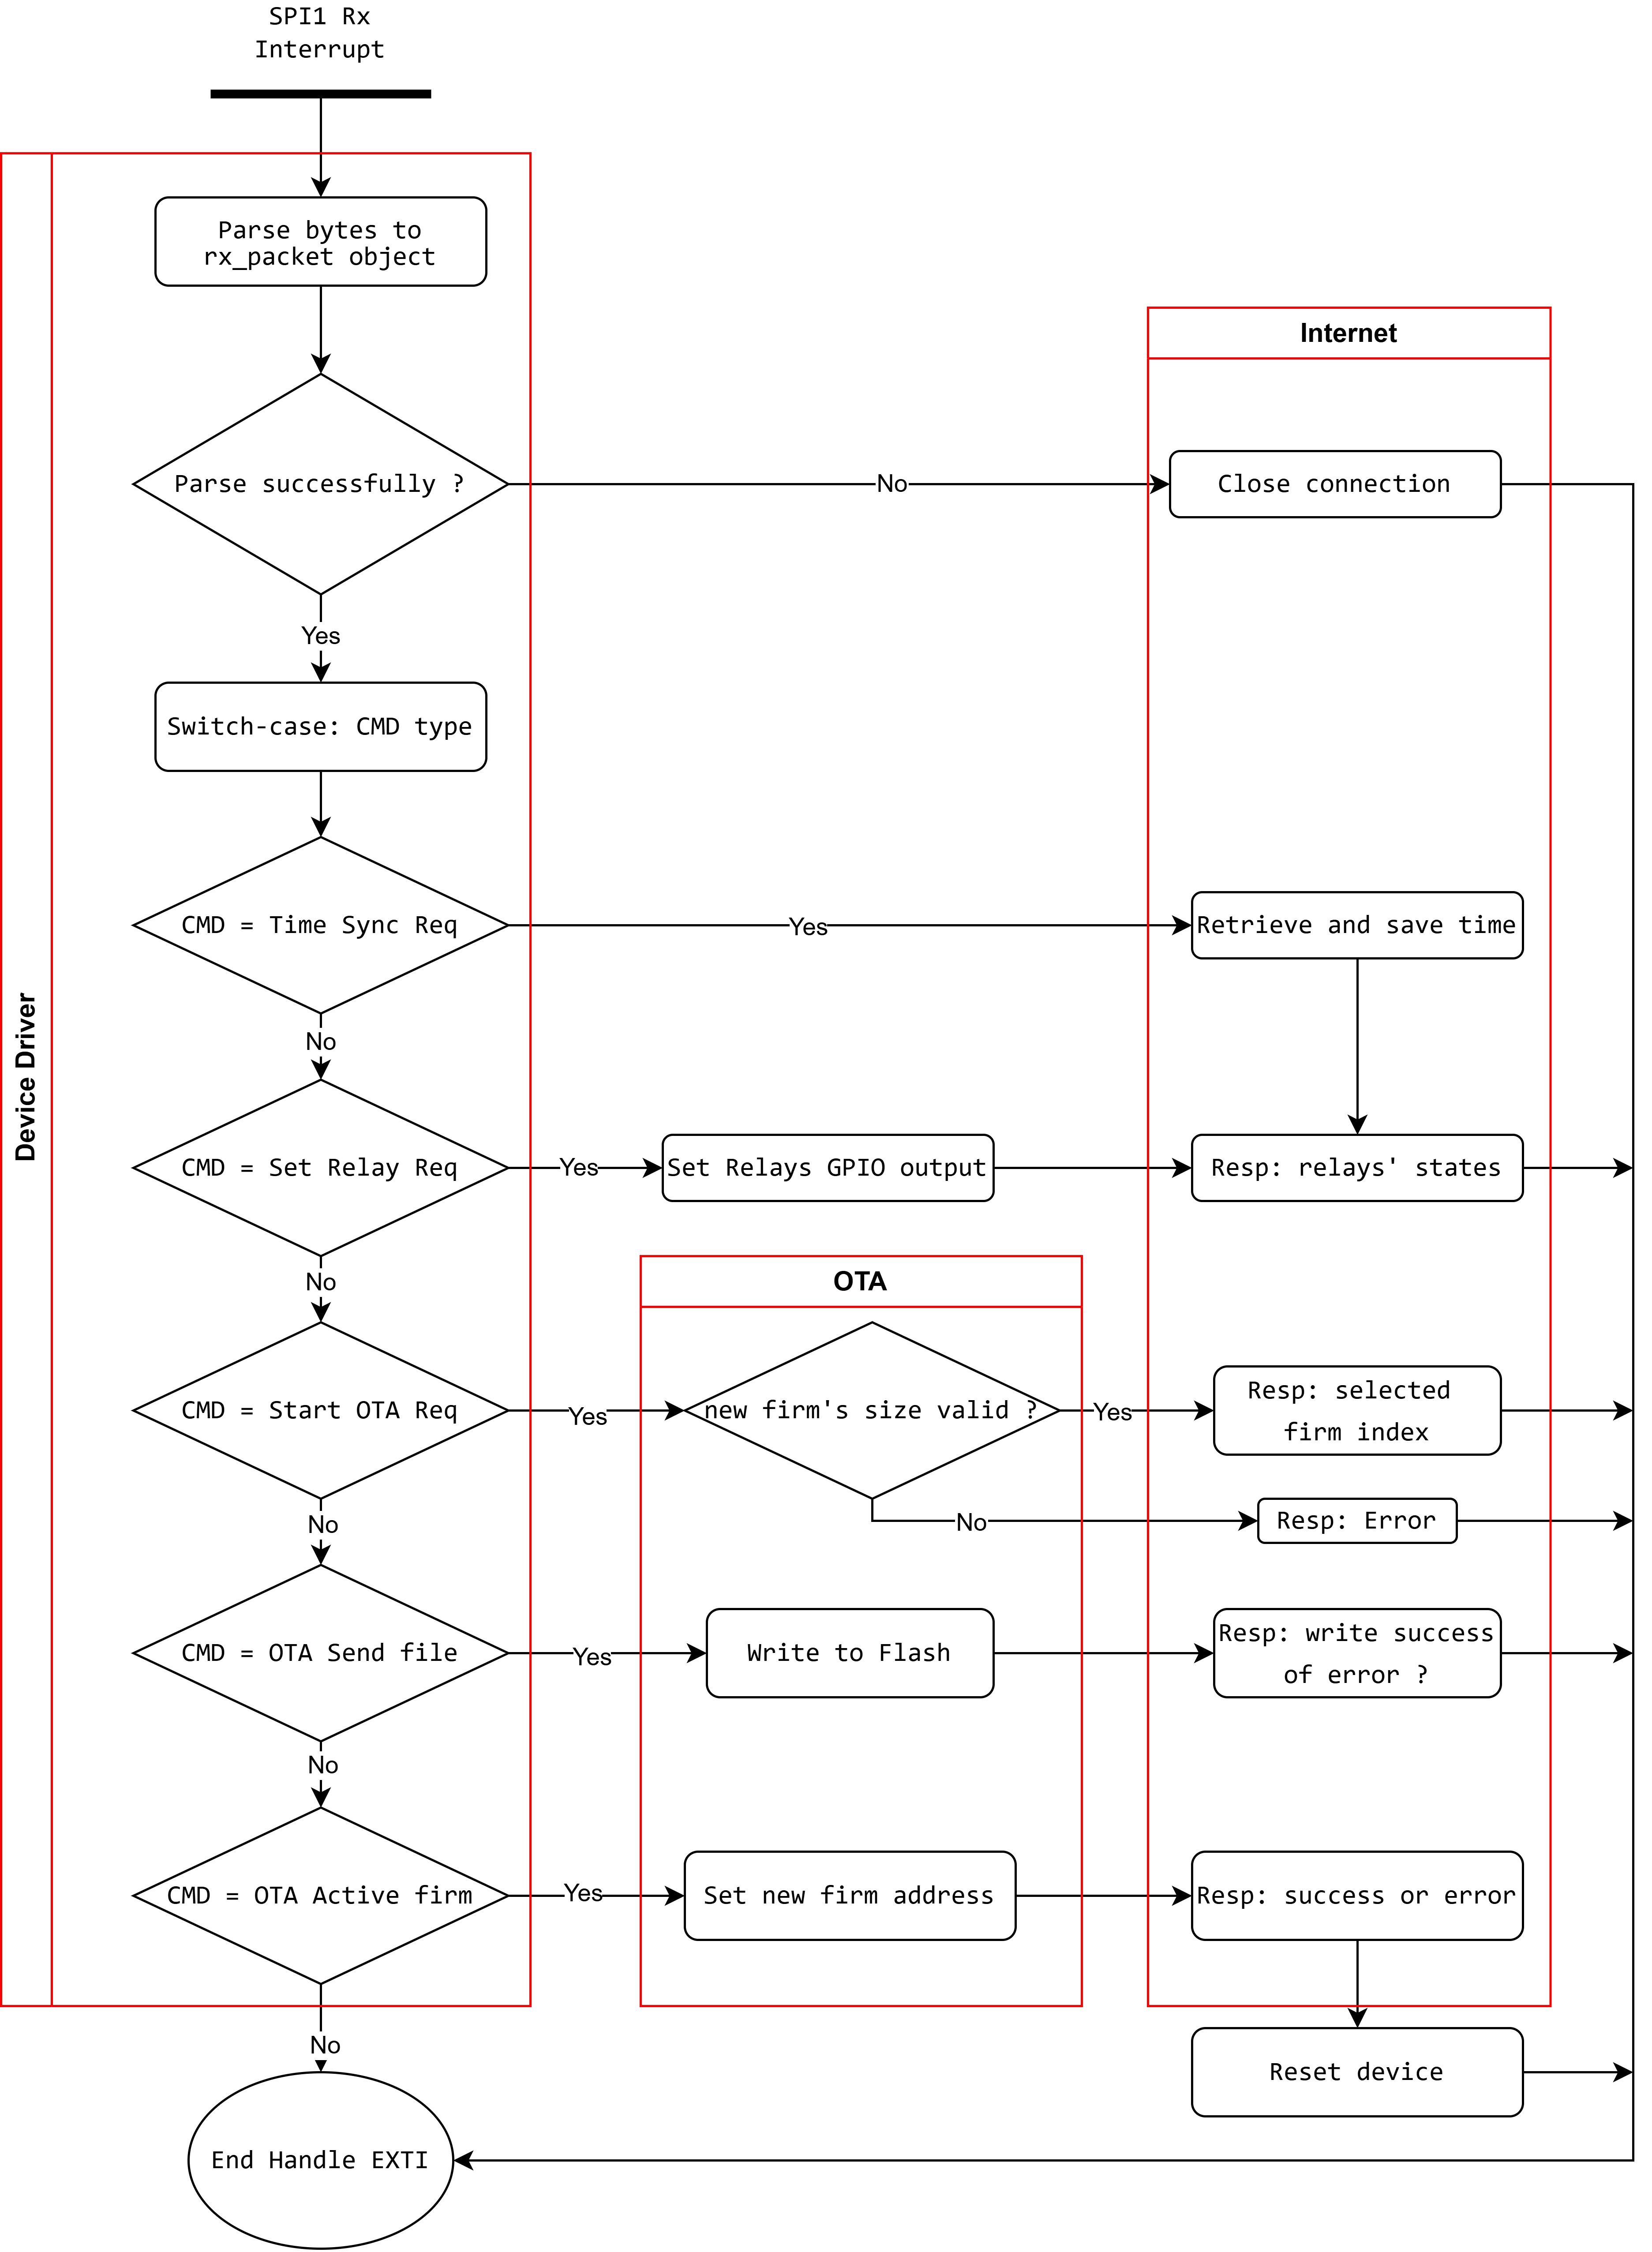 SPI1 Rx
Interrupt
Parse bytes to
rx_packet object
Internet
Parse successfully ?
No
Close connection
Yes
Switch-case: CMD type
CMD = Time Sync Req
Yes
Retrieve and save time
Device Driver
No
CMD = Set Relay Req
Yes
Set Relays GPIO output
Resp: relays' states
No
OTA
CMD = Start OTA Req
Yes
new firm's size valid ?
Yes
Resp: selected
firm index
No
No
Resp: Error
CMD = OTA Send file
Yes
Write to Flash
Resp: write success
of error ?
No
CMD = OTA Active firm
Yes
Set new firm address
Resp: success or error
No
Reset device
End Handle EXTI